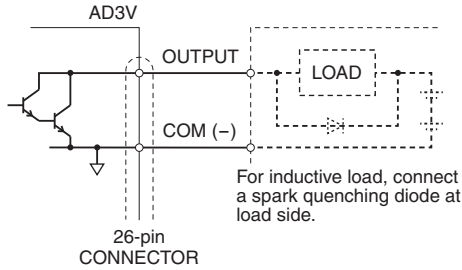 AD3V
OUTPUT
LOAD
COM (−)
For inductive load, connect
a spark quenching diode at
load side.
26-pin
CONNECTOR